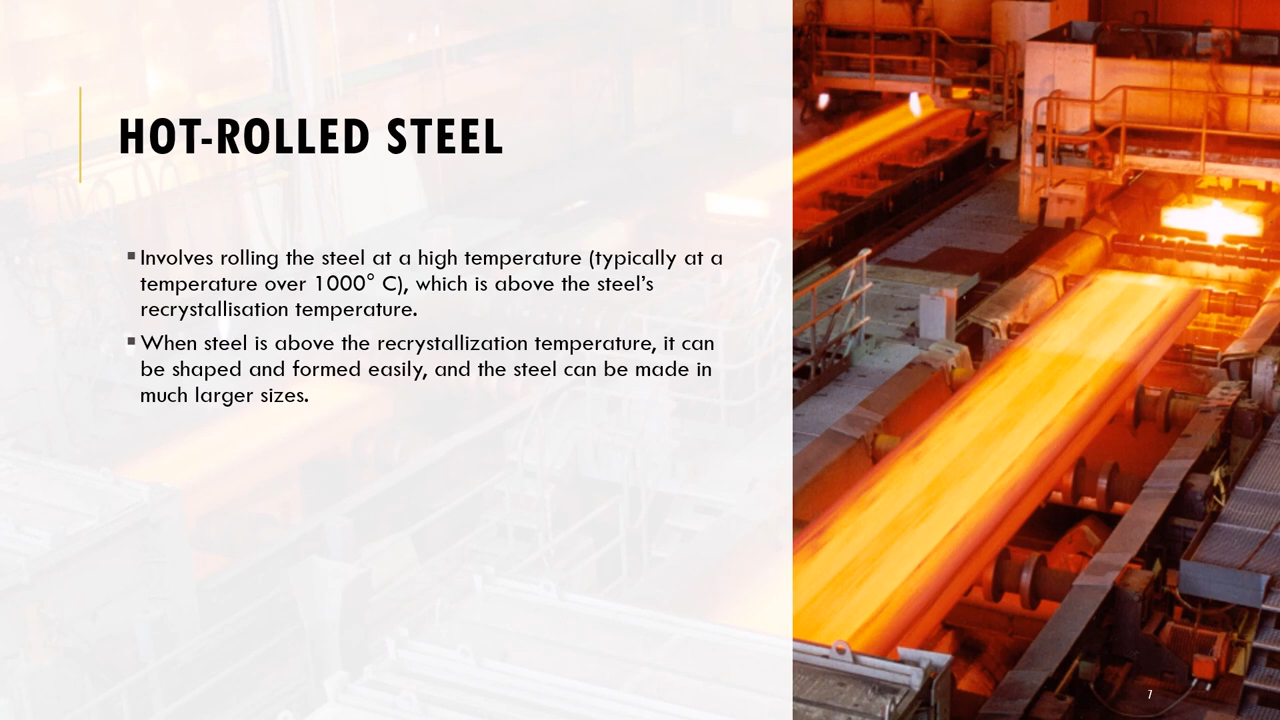 HOT-ROLLED STEEL
▪Involves rolling the steel at a high temperature (typically at a
temperature over 1000° C), which is above the steel’s
recrystallisation temperature.
▪When steel is above the recrystallization temperature, it can
be shaped and formed easily, and the steel can be made in
much larger sizes.
7